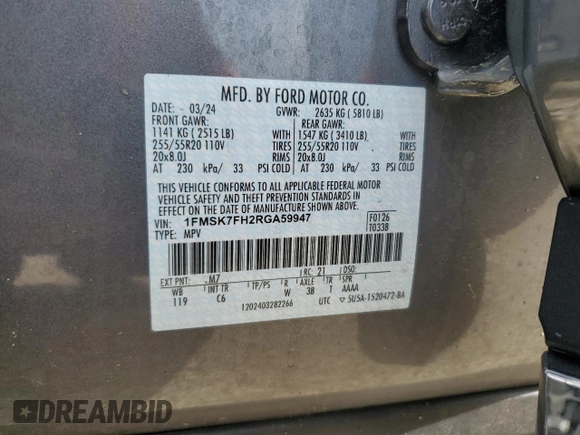 MFD. BY FORD MOTOR CO.
DATE: 03/24 GVWR: 2635 KG ( 5810 LB)
FRONT GAWR: REAR GAWR:
1141 KG ( 2515 LB) WITH 1547 KG ( 3410 LB) WITH
255/55R20 110V TIRES 255/55R20 110V TIRES
20x8.0J RIMS 20x8.0J RIMS
AT 230 kPa/ 33 PSI COLD AT 230 kPa/ 33 PSI COLD
THIS VEHICLE CONFORMS TO ALL APPLICABLE FEDERAL MOTOR
VEHICLE SAFETY AND THEFT PREVENTION STANDARDS IN
EFFECT ON THE DATE OF MANUFACTURE SHOWN ABOVE.
VIN: 1FMSK7FH2RGA59947 F0126
TYPE: MPV T0338
EXT PNT: M7 RC: 21 DSO:
WB INT TR TP/PS R AXLE TR SPR
119 C6 W 3B T AAAA
1202403282266 UTC ▽ SU5A-1520472-BA
DREAMBID